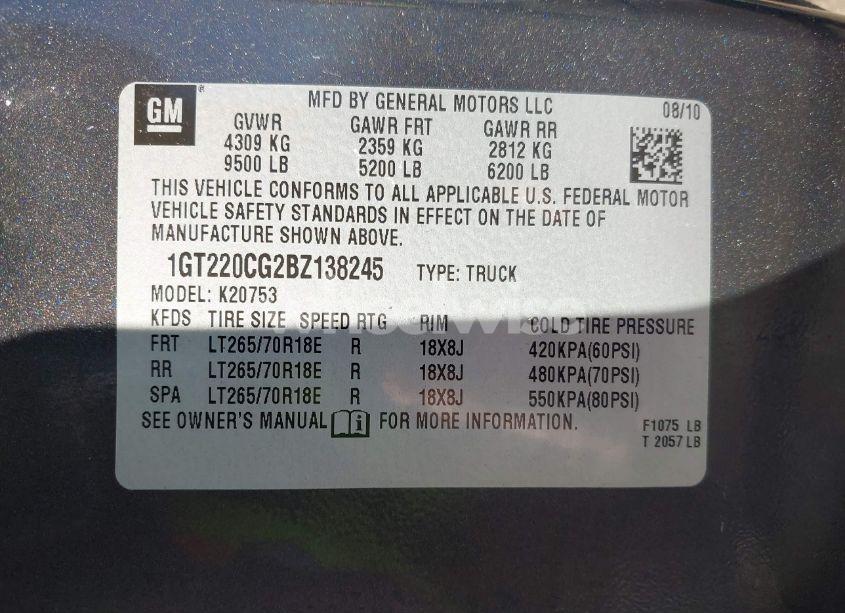 GM ® MFD BY GENERAL MOTORS LLC 08/10
GVWR GAWR FRT GAWR RR
4309 KG 2359 KG 2812 KG
9500 LB 5200 LB 6200 LB
THIS VEHICLE CONFORMS TO ALL APPLICABLE U.S. FEDERAL MOTOR
VEHICLE SAFETY STANDARDS IN EFFECT ON THE DATE OF
MANUFACTURE SHOWN ABOVE.
1GT220CG2BZ138245 TYPE: TRUCK
MODEL: K20753
KFDS TIRE SIZE SPEED RTG RIM COLD TIRE PRESSURE
FRT LT265/70R18E R 18X8J 420KPA(60PSI)
RR LT265/70R18E R 18X8J 480KPA(70PSI)
SPA LT265/70R18E R 18X8J 550KPA(80PSI)
SEE OWNER'S MANUAL FOR MORE INFORMATION.
F1075 LB
T 2057 LB